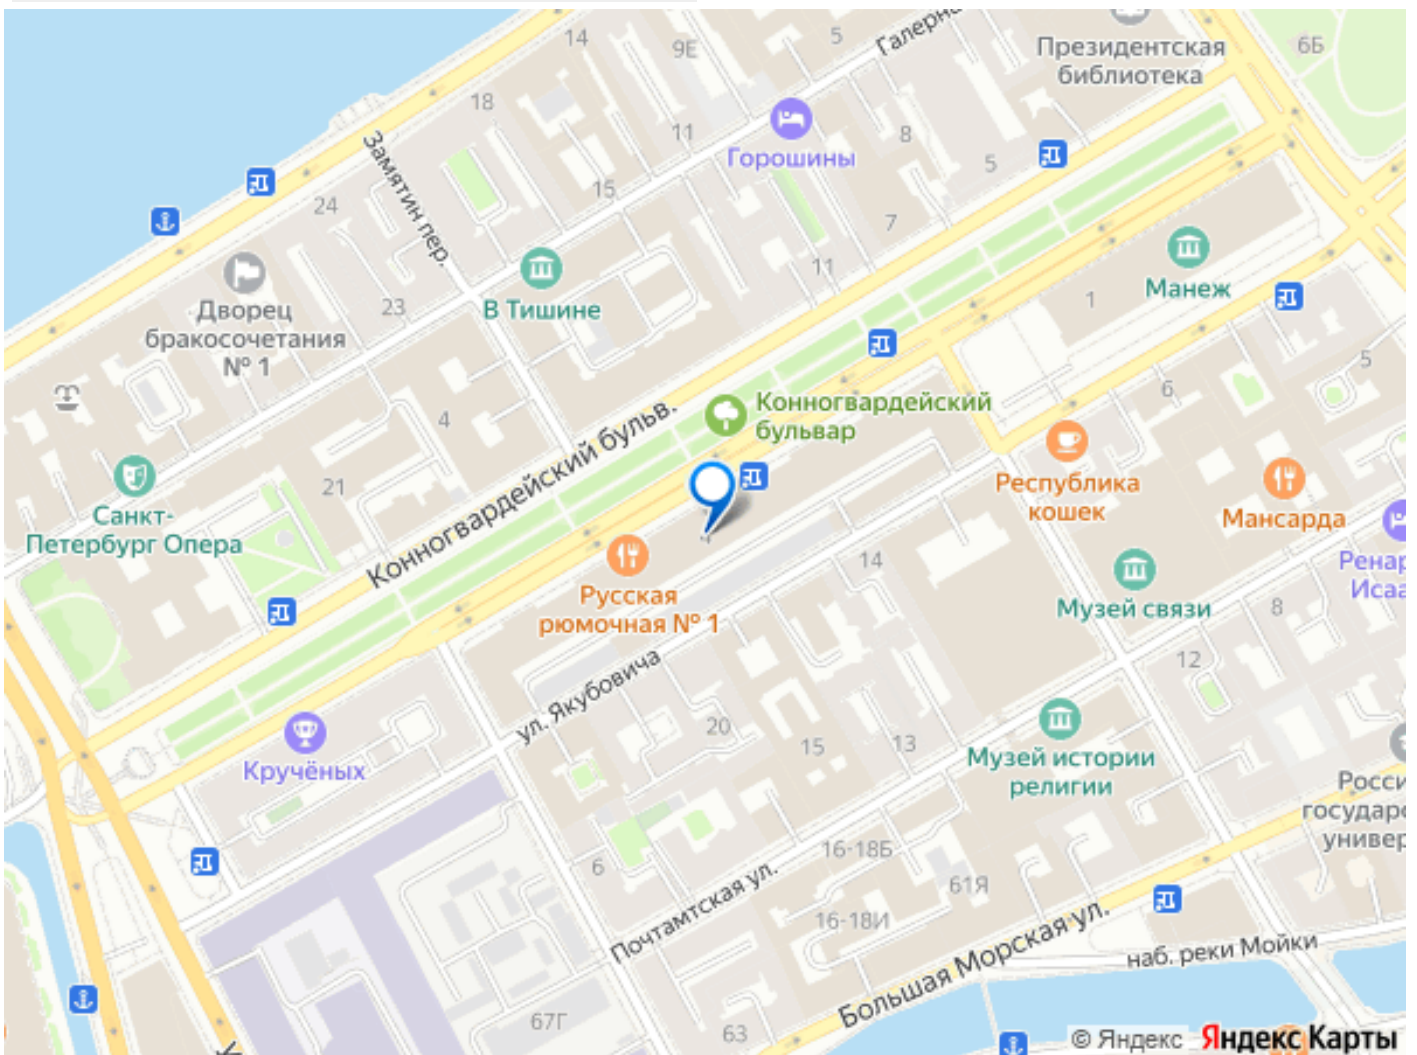 14
9Е
5
Галерна
Президентская
библиотека
6Б
18
11
Горошины
8
5
Замятин пер.
15
24
7
11
В Тишине
Манеж
1
23
Дворец
бракосочетания
№ 1
5
6
4
Конногвардейский
бульвар
Конногвардейский бульв.
21
Республика
кошек
Мансарда
Санкт-
Петербург Опера
4
14
Ренар
Исаа
Русская
рюмочная № 1
Музей связи
8
12
ул. Якубовича
20
15
13
Музей истории
религии
Кручёных
Росси
государс
универ
6
16-18Б
61Я
Почтамтская ул.
16-18И
Большая Морская ул.
наб. реки Мойки
67Г
63
К
© Яндекс Яндекс Карты